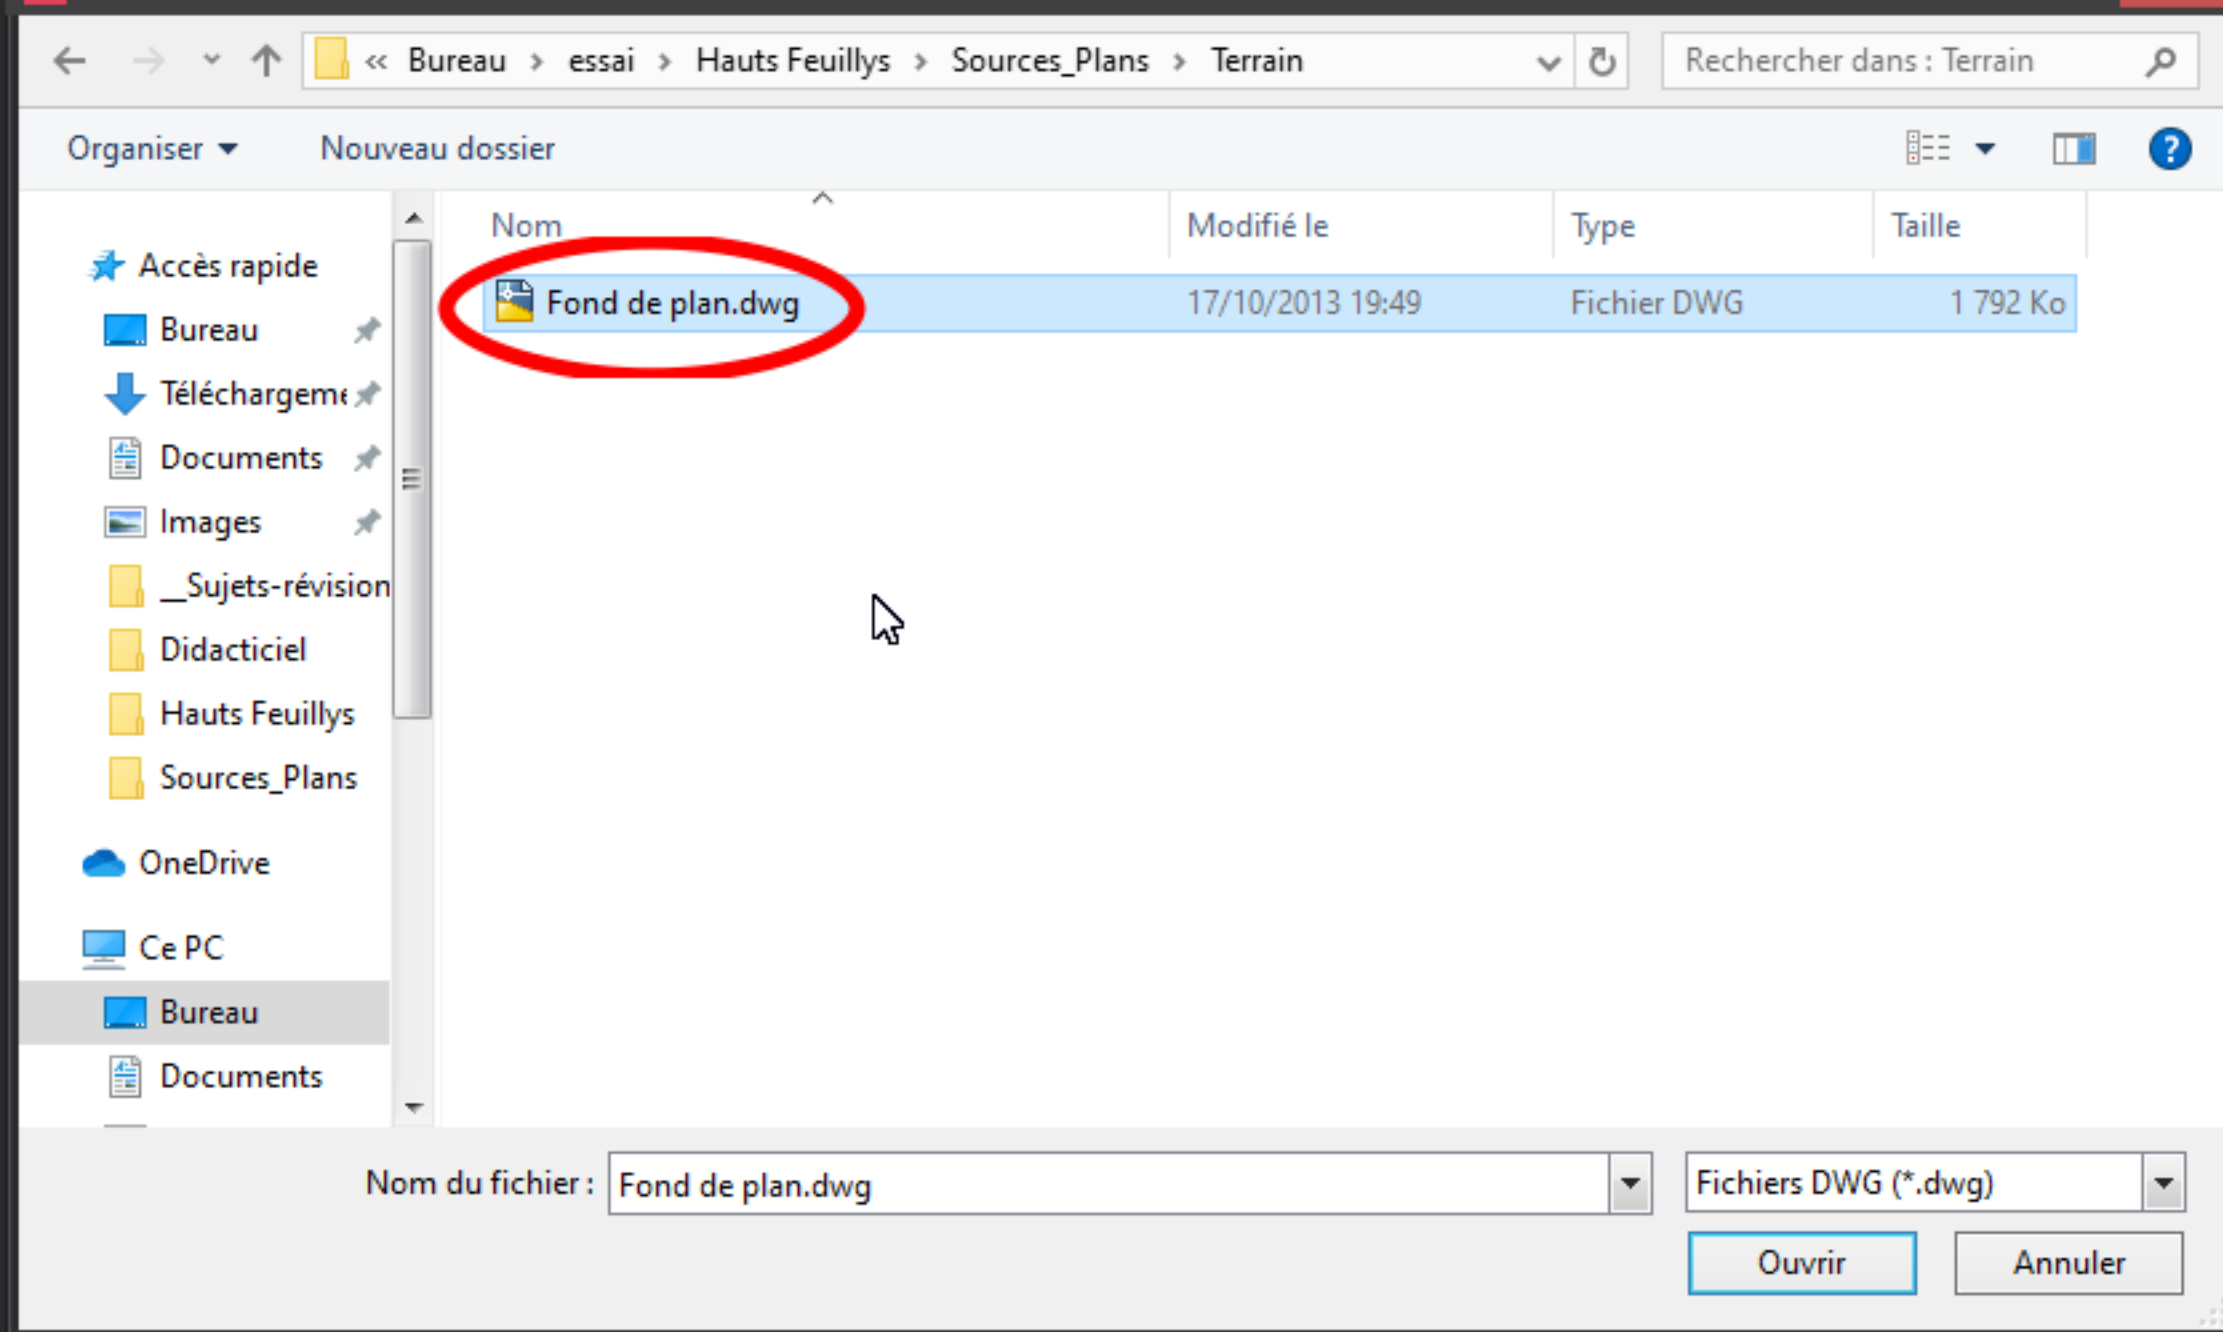 « Bureau › essai › Hauts Feuillys › Sources_Plans › Terrain
Rechercher dans : Terrain
Organiser
Nouveau dossier
?
Nom
Modifié le
Type
Taille
Fond de plan.dwg
17/10/2013 19:49
Fichier DWG
1 792 Ko
Accès rapide
Bureau
Téléchargeme
Documents
Images
__Sujets-révision
Didacticiel
Hauts Feuillys
Sources_Plans
OneDrive
Ce PC
Bureau
Documents
Nom du fichier :
Fond de plan.dwg
Fichiers DWG (*.dwg)
Ouvrir
Annuler